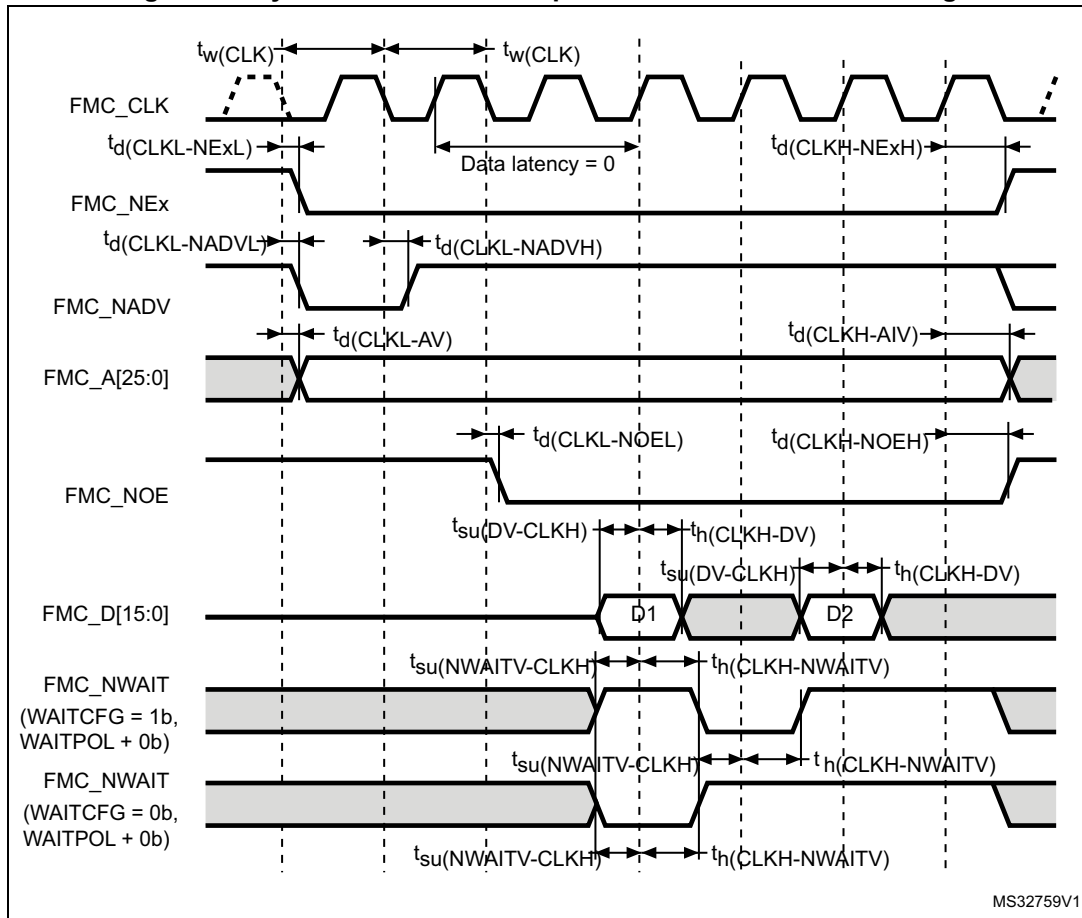 tw(CLK) tw(CLK)
FMC_CLK
td(CLKL-NExL) Data latency = 0 td(CLKH-NExH)
FMC_NEx
td(CLKL-NADVL) td(CLKL-NADVH)
FMC_NADV
td(CLKL-AV) td(CLKH-AIV)
FMC_A[25:0]
td(CLKL-NOEL) td(CLKH-NOEH)
FMC_NOE
tsu(DV-CLKH) th(CLKH-DV)
tsu(DV-CLKH) th(CLKH-DV)
FMC_D[15:0] D1 D2
tsu(NWAITV-CLKH) th(CLKH-NWAITV)
FMC_NWAIT
(WAITCFG = 1b,
WAITPOL + 0b)
tsu(NWAITV-CLKH) th(CLKH-NWAITV)
FMC_NWAIT
(WAITCFG = 0b,
WAITPOL + 0b)
tsu(NWAITV-CLKH) th(CLKH-NWAITV)
MS32759V1